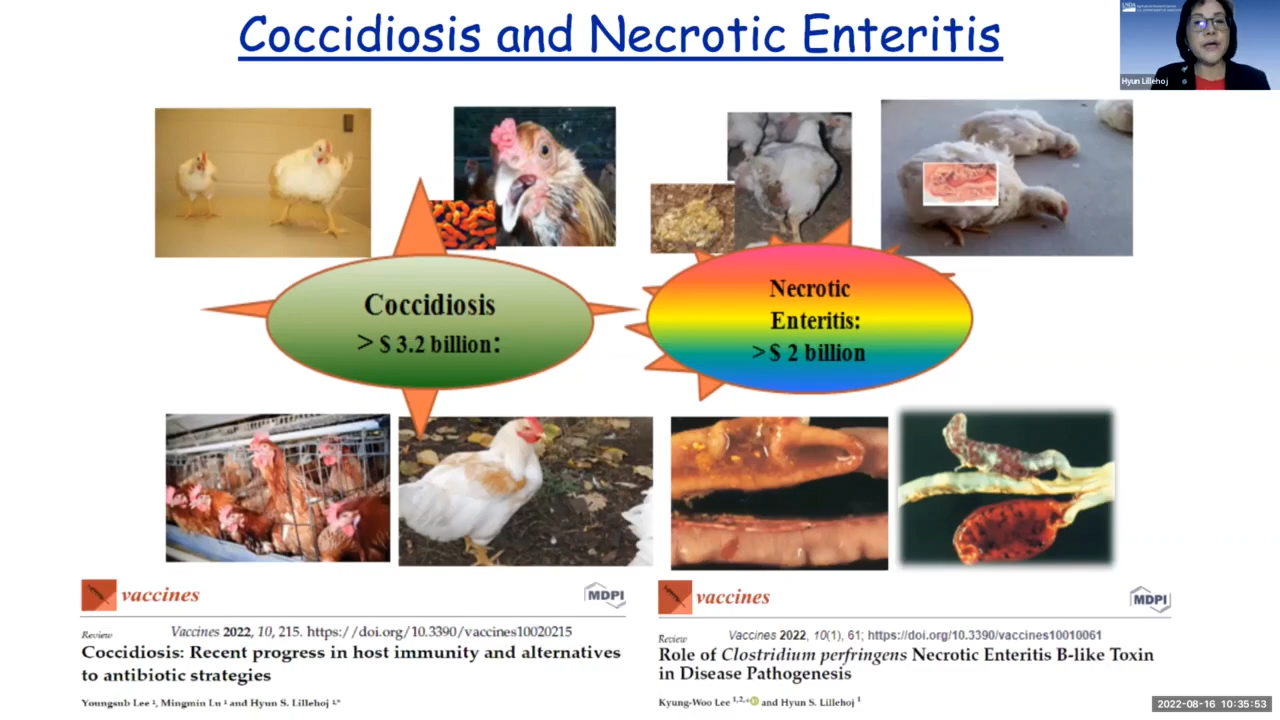 Coccidiosis and Necrotic Enteritis
USDA
Hyun Lillehoj
Coccidiosis
> $ 3.2 billion:
Necrotic
Enteritis:
> $ 2 billion
vaccines
MDPI
Review
Vaccines 2022, 10, 215. https://doi.org/10.3390/vaccines10020215
Coccidiosis: Recent progress in host immunity and alternatives
to antibiotic strategies
Youngsub Lee ¹, Mingmin Lu ¹ and Hyun S. Lillehoj ¹,*
vaccines
MDPI
Review
Vaccines 2022, 10(1), 61; https://doi.org/10.3390/vaccines10010061
Role of Clostridium perfringens Necrotic Enteritis B-like Toxin
in Disease Pathogenesis
Kyung-Woo Lee 1,2,* and Hyun S. Lillehoj 1
2022-08-16 10:35:53